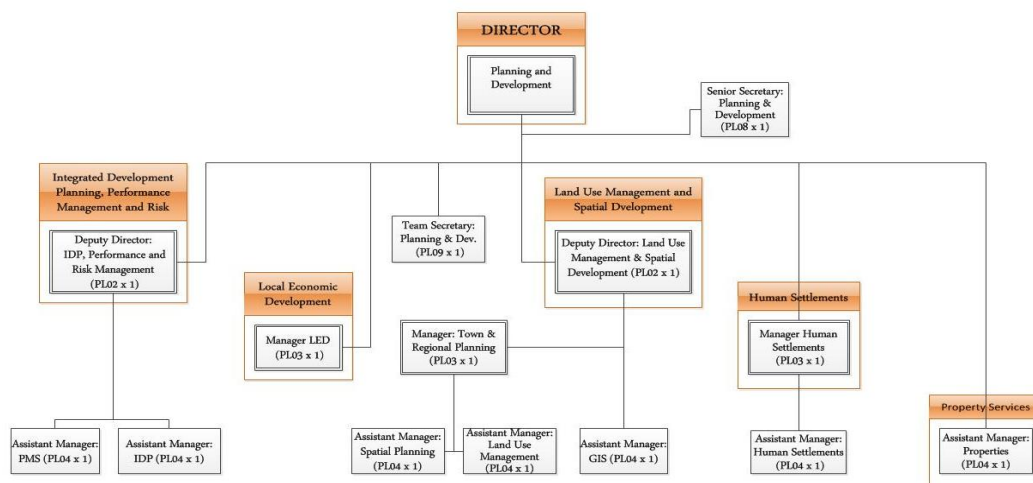 DIRECTOR
Planning and
Development
Senior Secretary:
Planning &
Development
(PL08 x 1)
Integrated Development
Planning, Performance
Management and Risk
Deputy Director:
IDP, Performance and
Risk Management
(PL02 x 1)
Team Secretary:
Planning & Dev.
(PL09 x 1)
Land Use Management and
Spatial Dvelopment
Deputy Director: Land Use
Management & Spatial
Development (PL02 x 1)
Local Economic
Development
Manager LED
(PL03 x 1)
Manager: Town &
Regional Planning
(PL03 x 1)
Human Settlements
Manager Human
Settlements
(PL03 x 1)
Assistant Manager:
PMS (PL04 x 1)
Assistant Manager:
IDP (PL04 x 1)
Assistant Manager:
Spatial Planning
(PL04 x 1)
Assistant Manager:
Land Use
Management
(PL04 x 1)
Assistant Manager:
GIS (PL04 x 1)
Assistant Manager:
Human Settlements
(PL04 x 1)
Property Services
Assistant Manager:
Properties
(PL04 x 1)